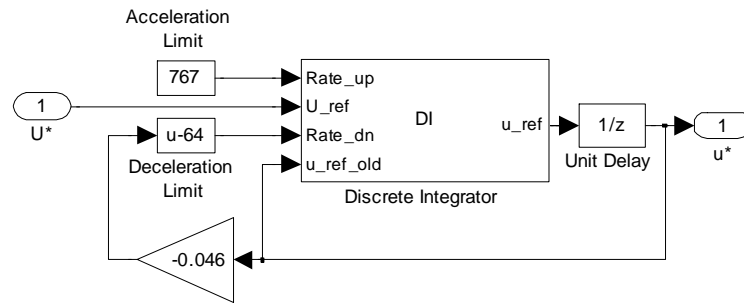 Acceleration
Limit
767
Rate_up
1
U*
U_ref
DI
u_ref
1/z
1
u*
u-64
Rate_dn
Unit Delay
Deceleration
Limit
u_ref_old
Discrete Integrator
-0.046